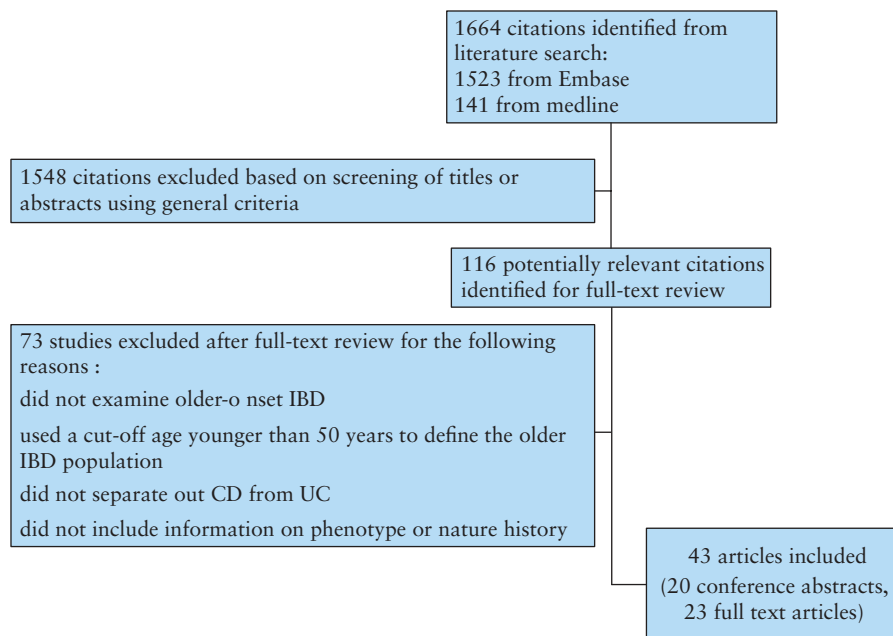 1664 citations identified from
literature search:
1523 from Embase
141 from medline
1548 citations excluded based on screening of titles or
abstracts using general criteria
116 potentially relevant citations
identified for full-text review
73 studies excluded after full-text review for the following
reasons :
did not examine older-o nset IBD
used a cut-off age younger than 50 years to define the older
IBD population
did not separate out CD from UC
did not include information on phenotype or nature history
43 articles included
(20 conference abstracts,
23 full text articles)